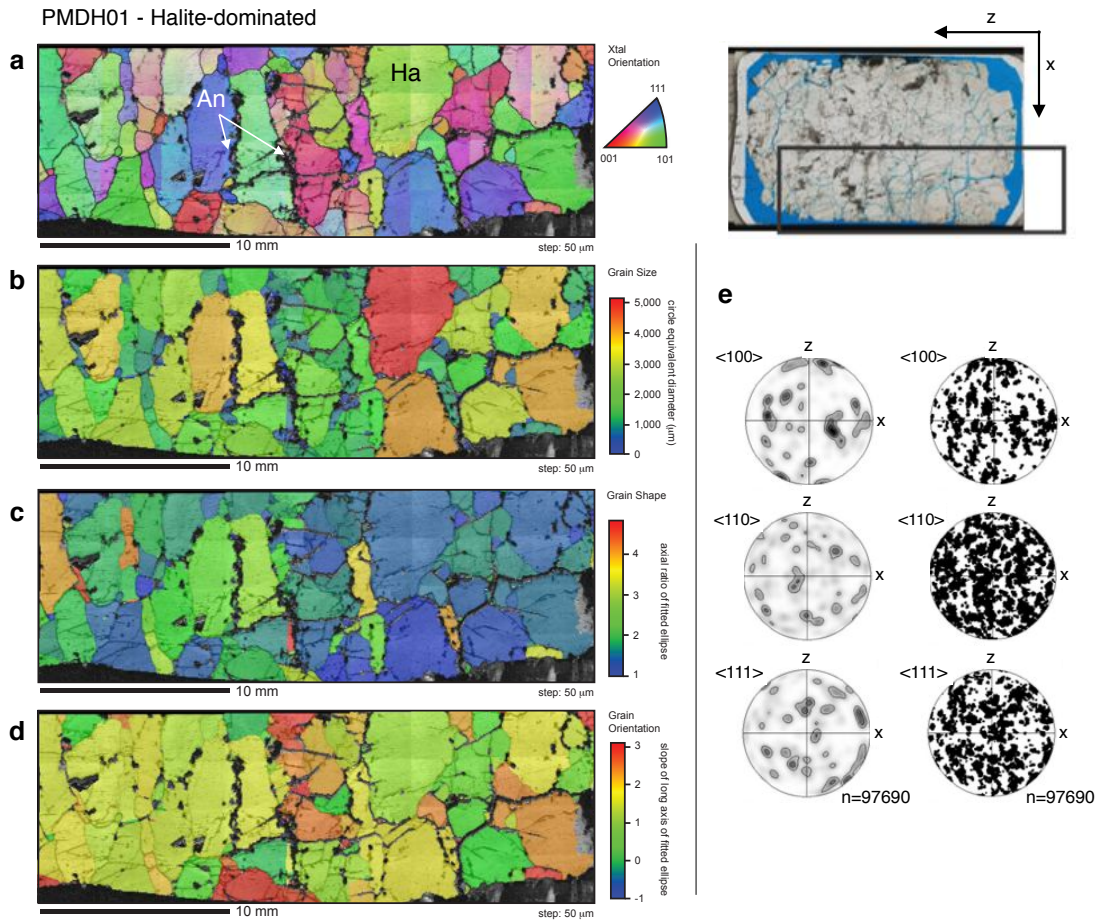 PMDH01 - Halite-dominated
a
Ha
An
Xtal
Orientation
111
001
101
10 mm
step: 50 μm
z
x
b
Grain Size
5,000
4,000
3,000
2,000
1,000
0
circle equivalent diameter (μm)
10 mm
step: 50 μm
c
Grain Shape
4
3
2
1
axial ratio of fitted ellipse
10 mm
step: 50 μm
d
Grain
Orientation
3
2
1
0
-1
slope of long axis of fitted ellipse
10 mm
step: 50 μm
e
<100>
z
x
<100>
z
x
<110>
z
x
<110>
z
x
<111>
z
x
n=97690
<111>
z
x
n=97690